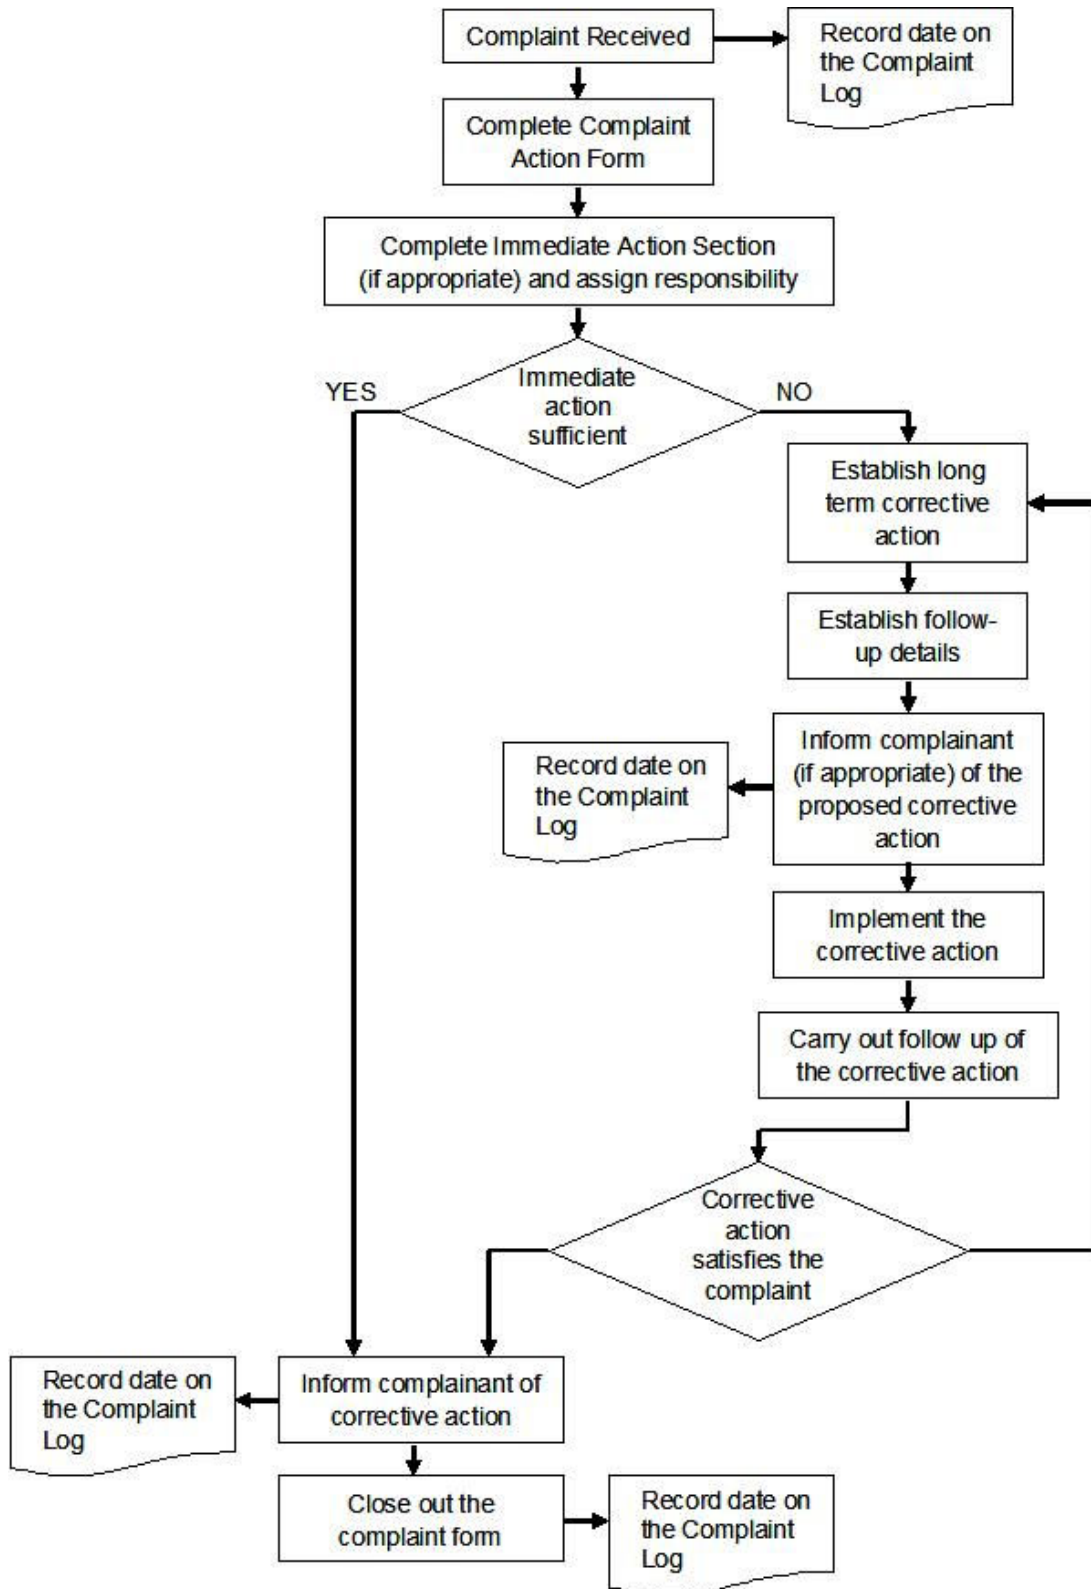 Complaint Received
Record date on
the Complaint
Log
Complete Complaint
Action Form
Complete Immediate Action Section
(if appropriate) and assign responsibility
YES
Immediate
action
sufficient
NO
Establish long
term corrective
action
Establish follow-
up details
Inform complainant
(if appropriate) of the
proposed corrective
action
Record date on
the Complaint
Log
Implement the
corrective action
Carry out follow up of
the corrective action
Corrective
action
satisfies the
complaint
Inform complainant of
corrective action
Record date on
the Complaint
Log
Close out the
complaint form
Record date on
the Complaint
Log